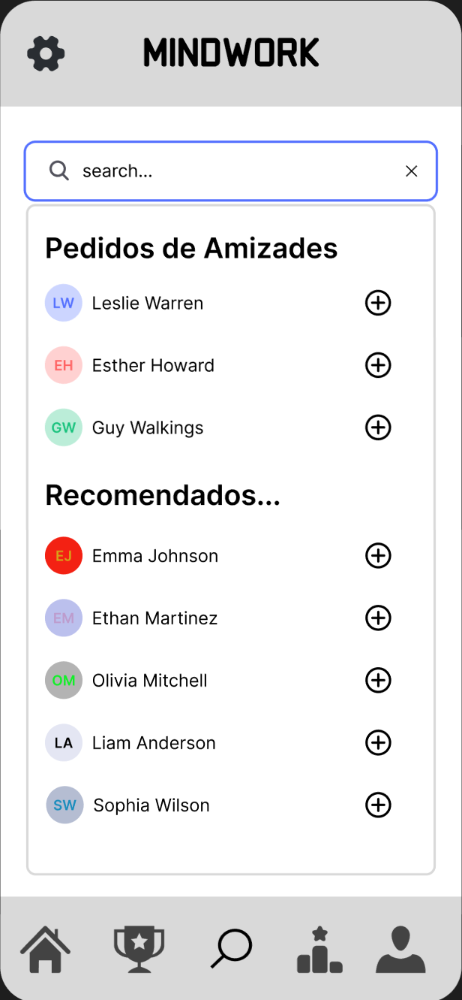 MINDWORK
search...
Pedidos de Amizades
LW Leslie Warren
EH Esther Howard
GW Guy Walkings
Recomendados...
EJ Emma Johnson
EM Ethan Martinez
OM Olivia Mitchell
LA Liam Anderson
SW Sophia Wilson